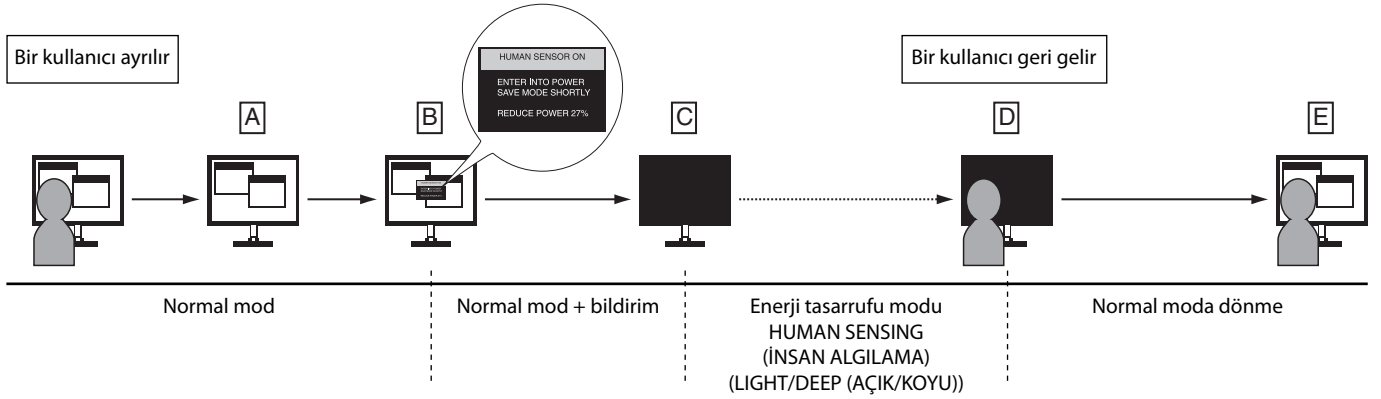 Bir kullanıcı ayrılır
HUMAN SENSOR ON
ENTER İNTO POWER
SAVE MODE SHORTLY
REDUCE POWER 27%
Bir kullanıcı geri gelir
A
B
C
D
E
Normal mod
Normal mod + bildirim
Enerji tasarrufu modu
HUMAN SENSING
(İNSAN ALGILAMA)
(LIGHT/DEEP (AÇIK/KOYU))
Normal moda dönme